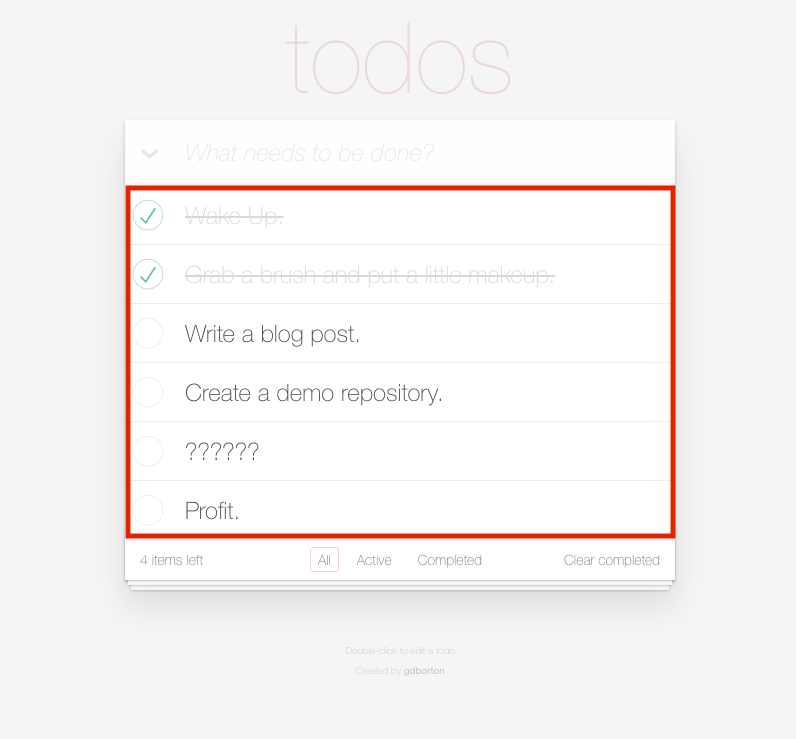 todos
What needs to be done?
Wake Up.
Grab a brush and put a little makeup.
Write a blog post.
Create a demo repository.
??????
Profit.
4 items left All Active Completed Clear completed
Double-click to edit a todo
Created by gdborton